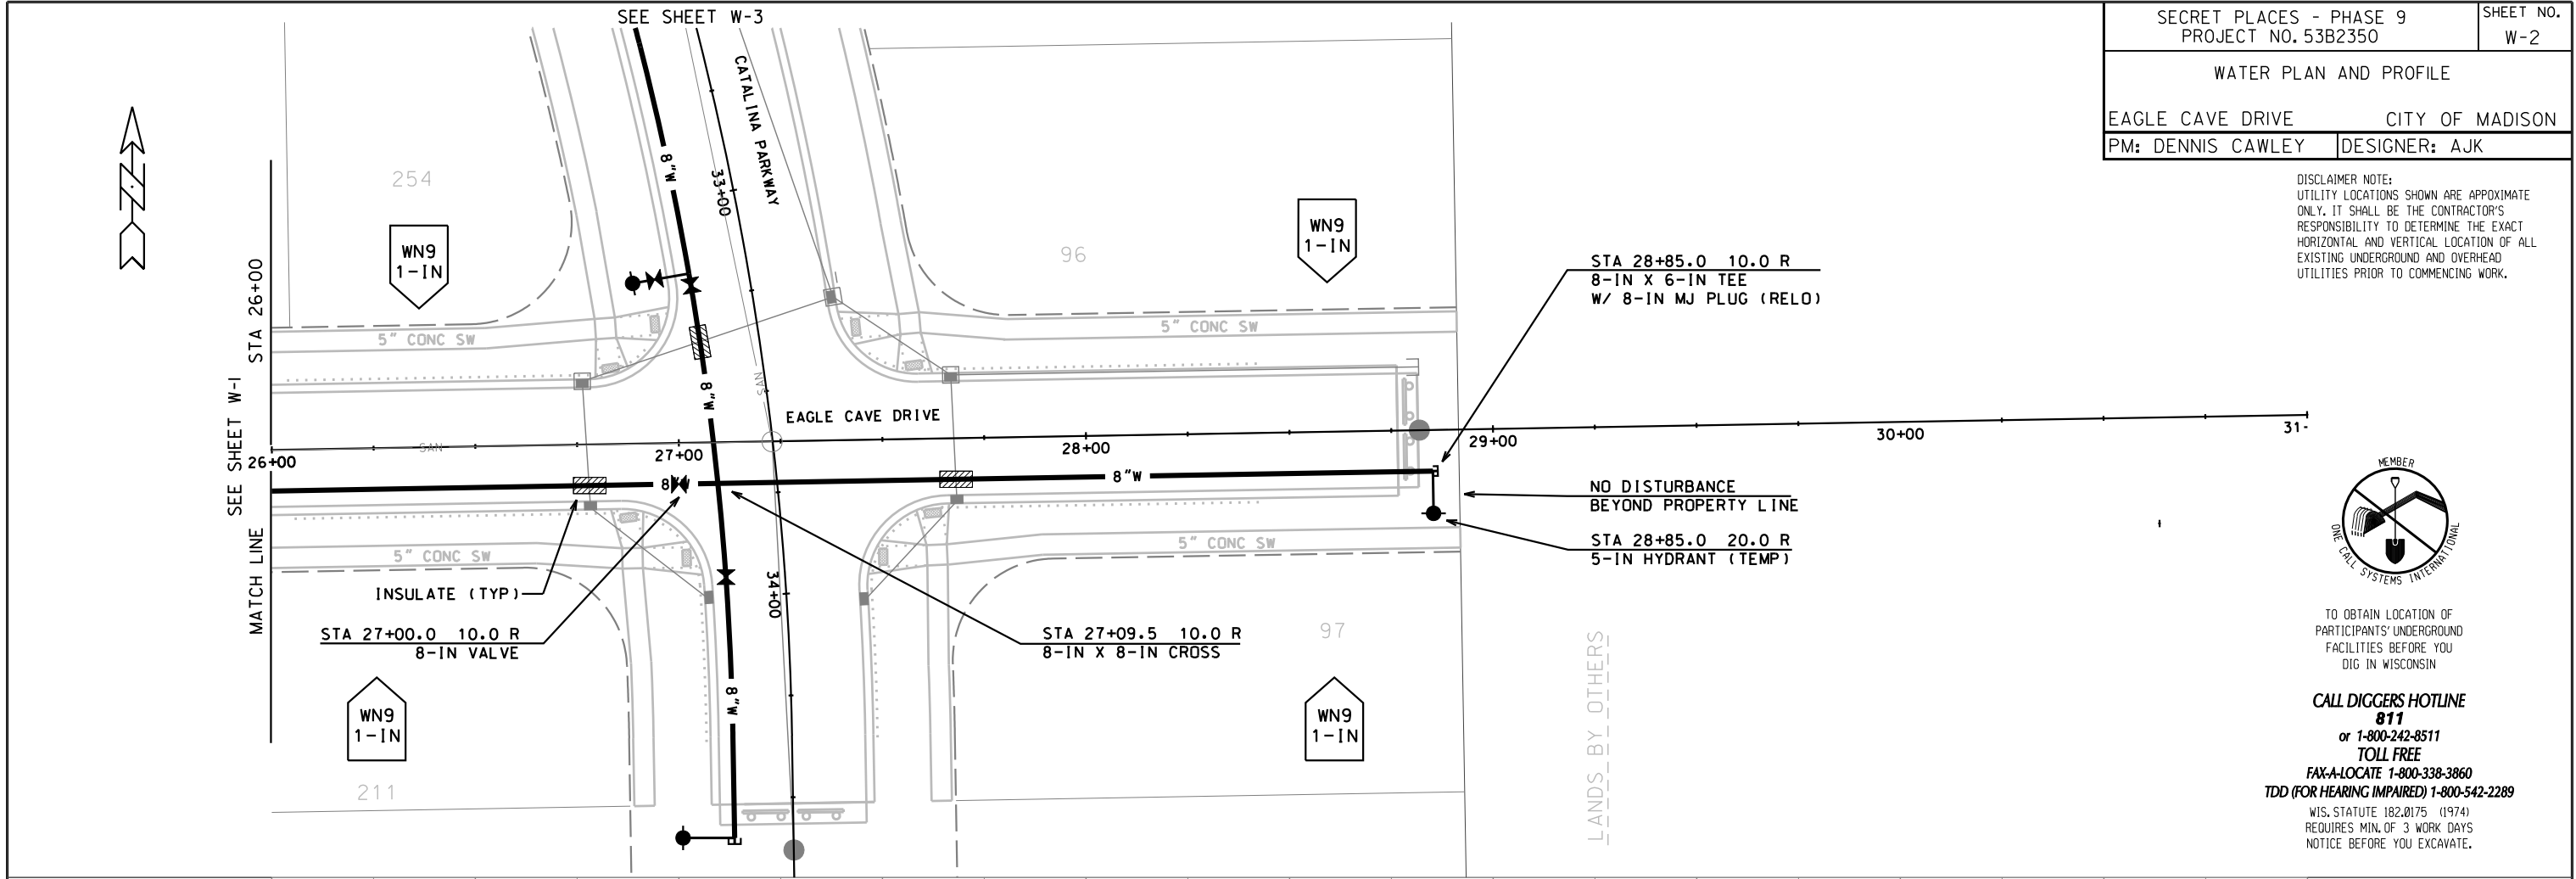 SEE SHEET W-3
SECRET PLACES - PHASE 9
PROJECT NO. 53B2350
SHEET NO.
W-2
WATER PLAN AND PROFILE
EAGLE CAVE DRIVE
CITY OF MADISON
PM: DENNIS CAWLEY
DESIGNER: AJK
DISCLAIMER NOTE:
UTILITY LOCATIONS SHOWN ARE APPOXIMATE
ONLY. IT SHALL BE THE CONTRACTOR'S
RESPONSIBILITY TO DETERMINE THE EXACT
HORIZONTAL AND VERTICAL LOCATION OF ALL
EXISTING UNDERGROUND AND OVERHEAD
UTILITIES PRIOR TO COMMENCING WORK.
N
254
WN9
1-IN
CATALINA PARKWAY
8"W
33+00
96
WN9
1-IN
STA 28+85.0 10.0 R
8-IN X 6-IN TEE
W/ 8-IN MJ PLUG (RELO)
5" CONC SW
5" CONC SW
MATCH LINE STA 26+00
SEE SHEET W-1
8"W
SAN
EAGLE CAVE DRIVE
SAN
26+00
27+00
28+00
29+00
30+00
31-
8"W
8"W
NO DISTURBANCE
BEYOND PROPERTY LINE
STA 28+85.0 20.0 R
5-IN HYDRANT (TEMP)
5" CONC SW
5" CONC SW
INSULATE (TYP)
34+00
STA 27+00.0 10.0 R
8-IN VALVE
STA 27+09.5 10.0 R
8-IN X 8-IN CROSS
97
8"W
WN9
1-IN
WN9
1-IN
211
LANDS BY OTHERS
MEMBER
ONE CALL SYSTEMS INTERNATIONAL
TO OBTAIN LOCATION OF
PARTICIPANTS' UNDERGROUND
FACILITIES BEFORE YOU
DIG IN WISCONSIN
CALL DIGGERS HOTLINE
811
or 1-800-242-8511
TOLL FREE
FAX-A-LOCATE 1-800-338-3860
TDD (FOR HEARING IMPAIRED) 1-800-542-2289
WIS. STATUTE 182.0175 (1974)
REQUIRES MIN. OF 3 WORK DAYS
NOTICE BEFORE YOU EXCAVATE.